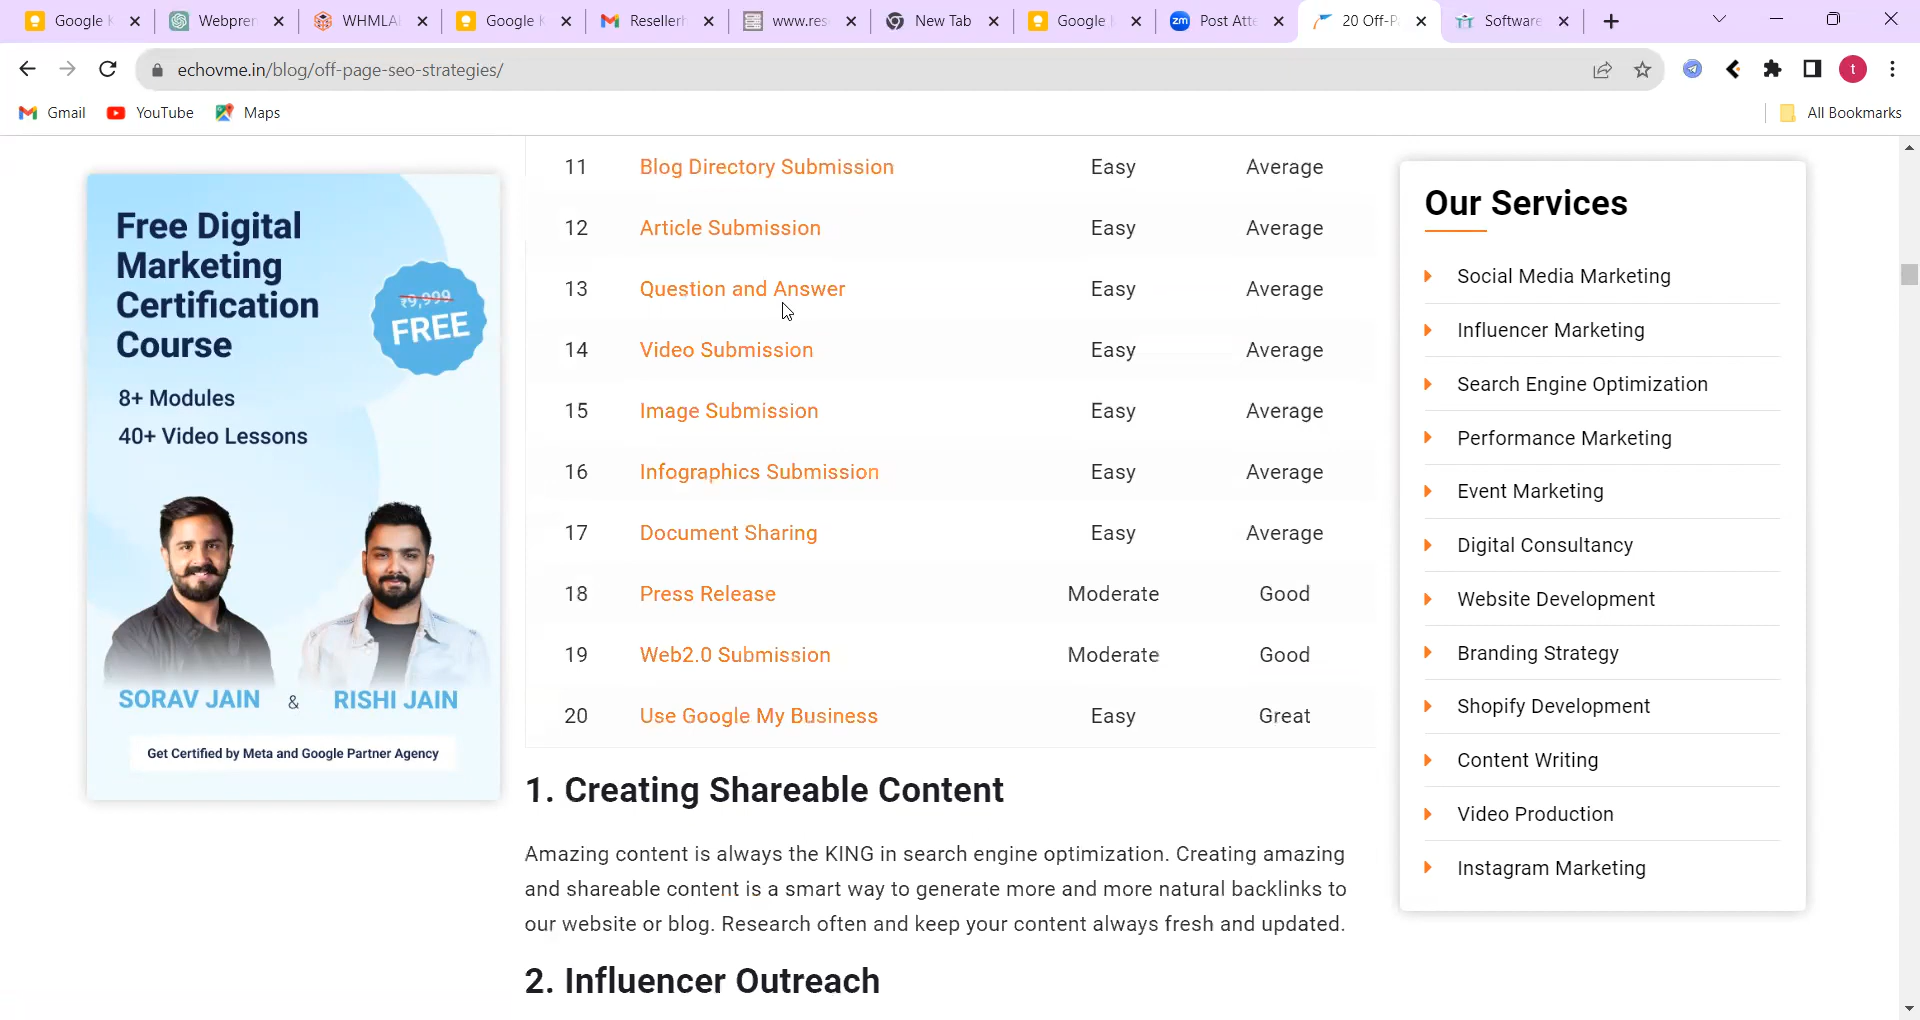 Google K
Webpren
WHMLAI
Google K
Resellerh
www.res
New Tab
Google
zm Post Atte
20 Off-P
Software
echovme.in/blog/off-page-seo-strategies/
t
Gmail YouTube Maps All Bookmarks
Free Digital
Marketing
Certification
Course
₹9,999
FREE
8+ Modules
40+ Video Lessons
SORAV JAIN & RISHI JAIN
Get Certified by Meta and Google Partner Agency
11 Blog Directory Submission Easy Average
12 Article Submission Easy Average
13 Question and Answer Easy Average
14 Video Submission Easy Average
15 Image Submission Easy Average
16 Infographics Submission Easy Average
17 Document Sharing Easy Average
18 Press Release Moderate Good
19 Web2.0 Submission Moderate Good
20 Use Google My Business Easy Great
1. Creating Shareable Content
Amazing content is always the KING in search engine optimization. Creating amazing
and shareable content is a smart way to generate more and more natural backlinks to
our website or blog. Research often and keep your content always fresh and updated.
2. Influencer Outreach
Our Services
Social Media Marketing
Influencer Marketing
Search Engine Optimization
Performance Marketing
Event Marketing
Digital Consultancy
Website Development
Branding Strategy
Shopify Development
Content Writing
Video Production
Instagram Marketing